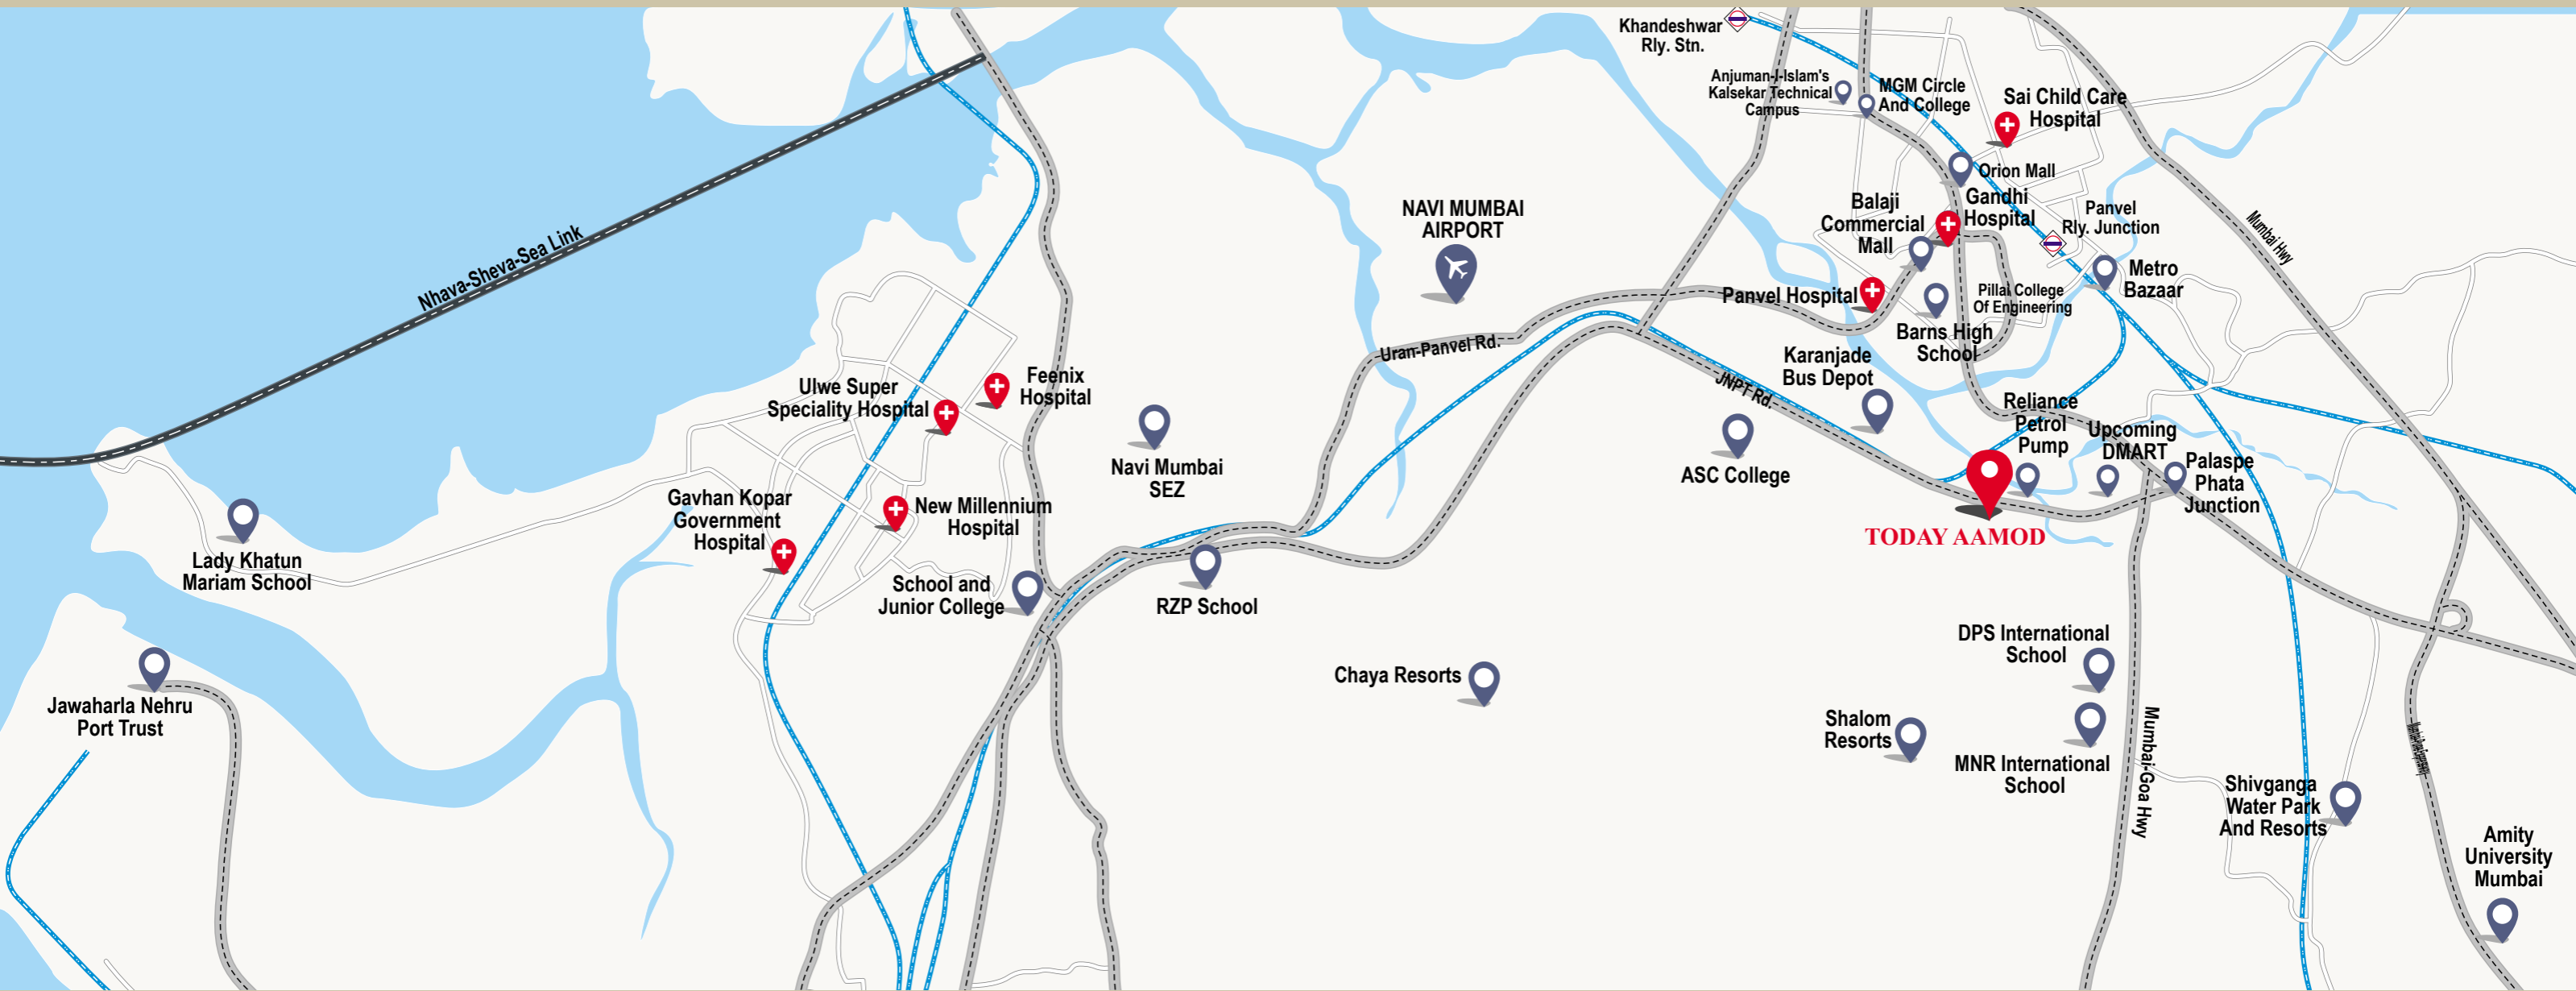 Khandeshwar
Rly. Stn.
Anjuman-I-Islam's
Kalsekar Technical
Campus
MGM Circle
And College
Sai Child Care
Hospital
Orion Mall
Gandhi
Hospital
Balaji
Commercial
Mall
Panvel
Rly. Junction
Mumbai Hwy
NAVI MUMBAI
AIRPORT
Nhava-Sheva-Sea Link
Metro
Bazaar
Panvel Hospital
Pillai College
Of Engineering
Barns High
School
Uran-Panvel Rd.
JNPT Rd.
Karanjade
Bus Depot
Feenix
Hospital
Ulwe Super
Speciality Hospital
Reliance
Petrol
Pump
Upcoming
DMART
Palaspe
Phata
Junction
Navi Mumbai
SEZ
ASC College
TODAY AAMOD
Gavhan Kopar
Government
Hospital
New Millennium
Hospital
Lady Khatun
Mariam School
School and
Junior College
RZP School
DPS International
School
Chaya Resorts
Jawaharla Nehru
Port Trust
Shalom
Resorts
MNR International
School
Mumbai-Goa Hwy
Shivganga
Water Park
And Resorts
Amity
University
Mumbai